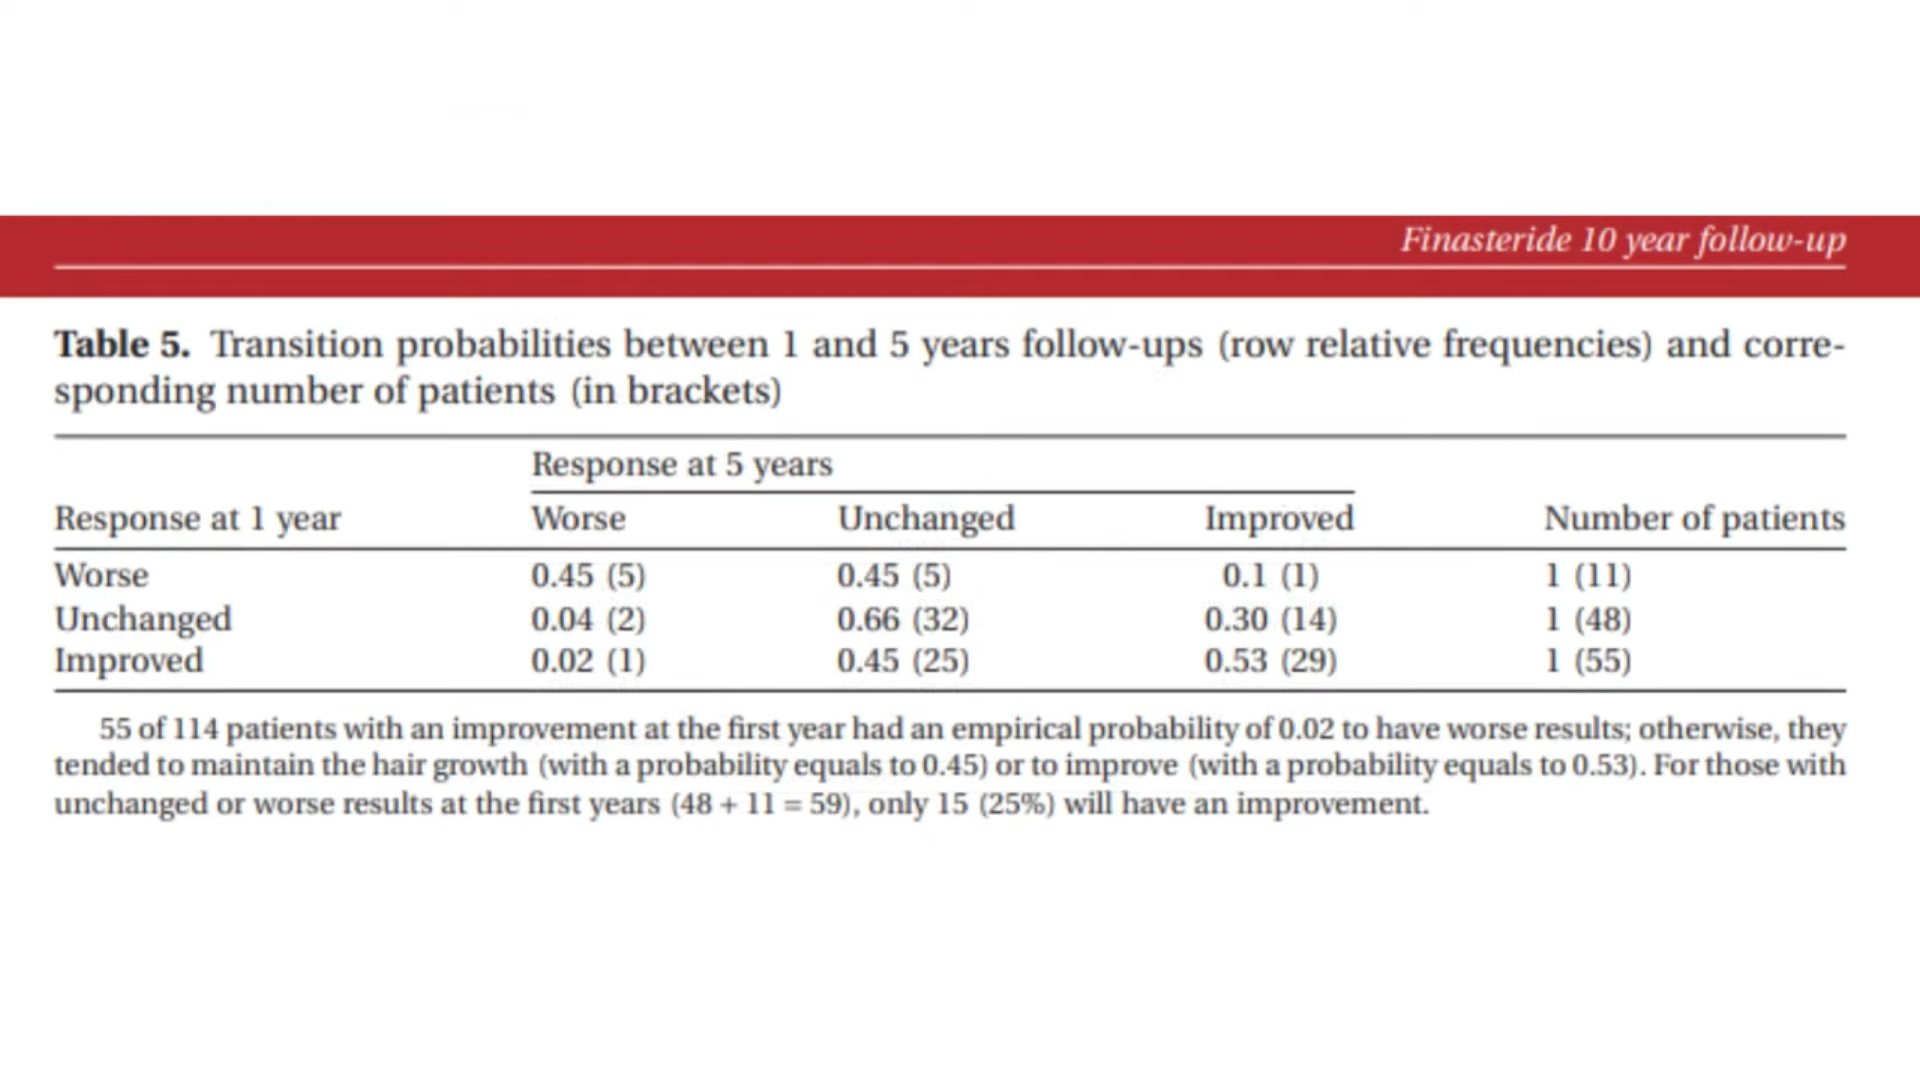 Finasteride 10 year follow-up
Table 5. Transition probabilities between 1 and 5 years follow-ups (row relative frequencies) and corre-
sponding number of patients (in brackets)
Response at 5 years
Response at 1 year Worse Unchanged Improved Number of patients
Worse 0.45 (5) 0.45 (5) 0.1 (1) 1 (11)
Unchanged 0.04 (2) 0.66 (32) 0.30 (14) 1 (48)
Improved 0.02 (1) 0.45 (25) 0.53 (29) 1 (55)
55 of 114 patients with an improvement at the first year had an empirical probability of 0.02 to have worse results; otherwise, they
tended to maintain the hair growth (with a probability equals to 0.45) or to improve (with a probability equals to 0.53). For those with
unchanged or worse results at the first years (48 + 11 = 59), only 15 (25%) will have an improvement.